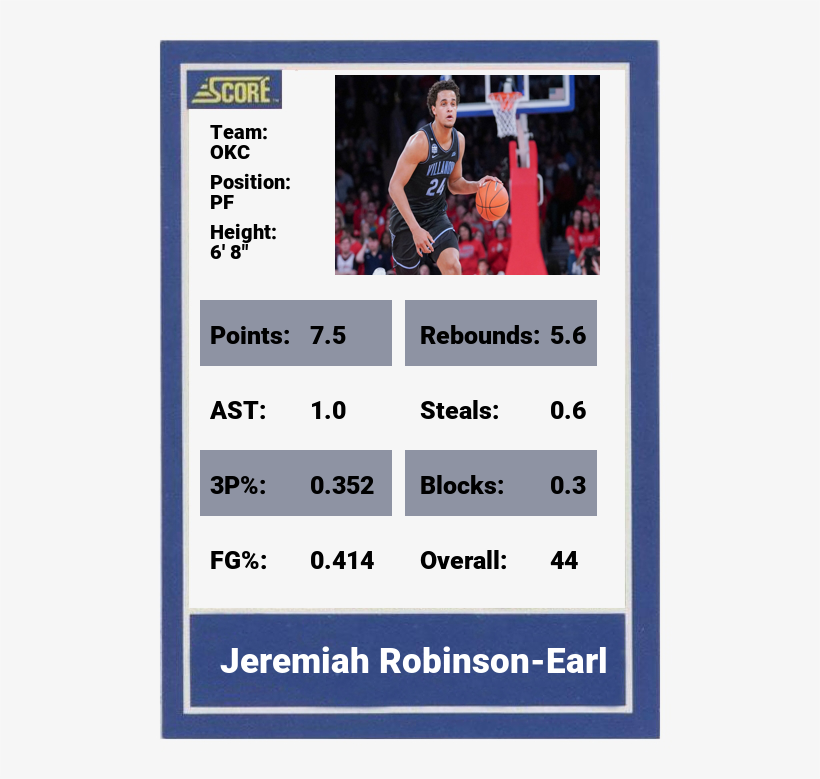 SCORE
Team:
OKC
Position:
PF
Height:
6' 8"
VILLANOVA
24
Points: 7.5 Rebounds: 5.6
AST: 1.0 Steals: 0.6
3P%: 0.352 Blocks: 0.3
FG%: 0.414 Overall: 44
Jeremiah Robinson-Earl